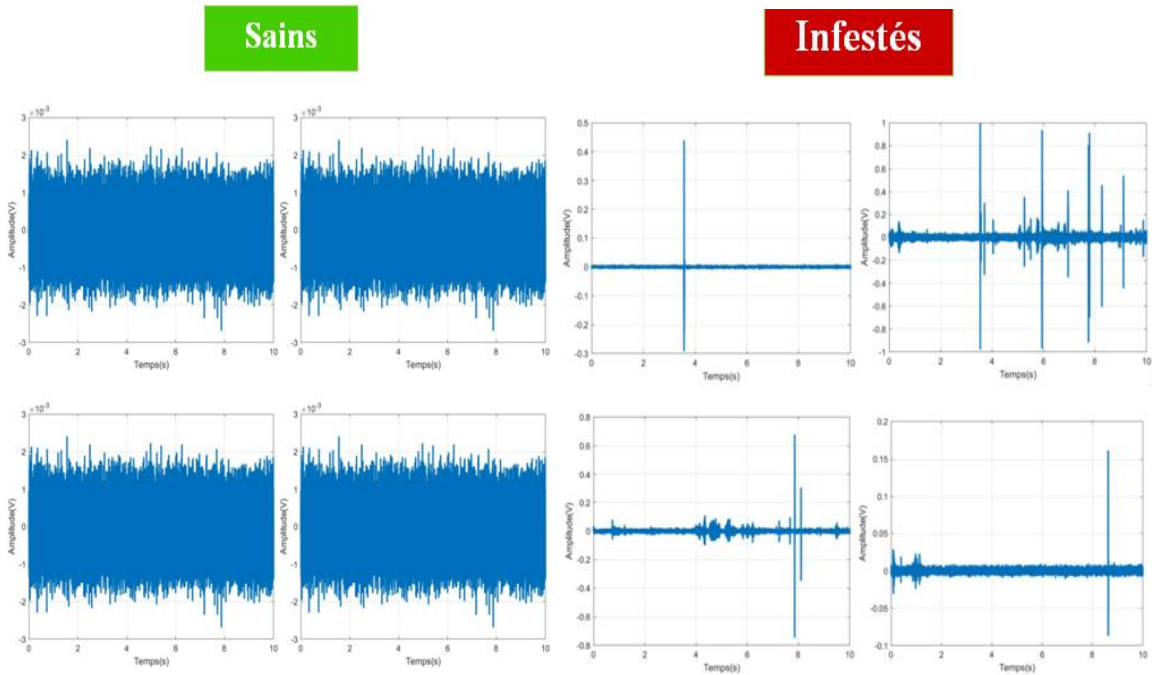 Sains
Infestés
×10⁻³
3
2
1
0
-1
-2
-3
0 2 4 6 8 10
Amplitude(V)
Temps(s)
×10⁻³
3
2
1
0
-1
-2
-3
0 2 4 6 8 10
Amplitude(V)
Temps(s)
0.5
0.4
0.3
0.2
0.1
0
-0.1
-0.2
-0.3
0 2 4 6 8 10
Amplitude(V)
Temps(s)
1
0.8
0.6
0.4
0.2
0
-0.2
-0.4
-0.6
-0.8
-1
0 2 4 6 8 10
Amplitude(V)
Temps(s)
×10⁻³
3
2
1
0
-1
-2
-3
0 2 4 6 8 10
Amplitude(V)
Temps(s)
×10⁻³
3
2
1
0
-1
-2
-3
0 2 4 6 8 10
Amplitude(V)
Temps(s)
0.8
0.6
0.4
0.2
0
-0.2
-0.4
-0.6
-0.8
0 2 4 6 8 10
Amplitude(V)
Temps(s)
0.2
0.15
0.1
0.05
0
-0.05
-0.1
0 2 4 6 8 10
Amplitude(V)
Temps(s)